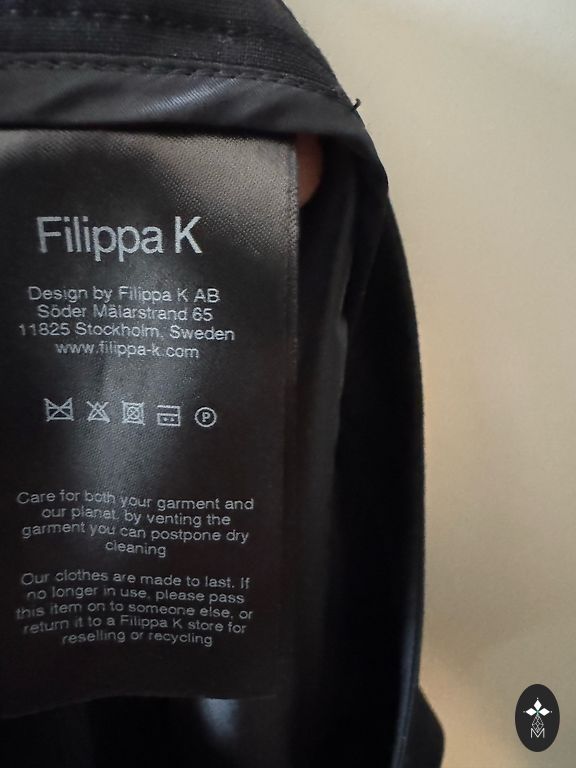 Filippa K
Design by Filippa K AB
Söder Mälarstrand 65
11825 Stockholm, Sweden
www.filippa-k.com
P
Care for both your garment and
our planet, by venting the
garment you can postpone dry
cleaning
Our clothes are made to last. If
no longer in use, please pass
this item on to someone else, or
return it to a Filippa K store for
reselling or recycling
M